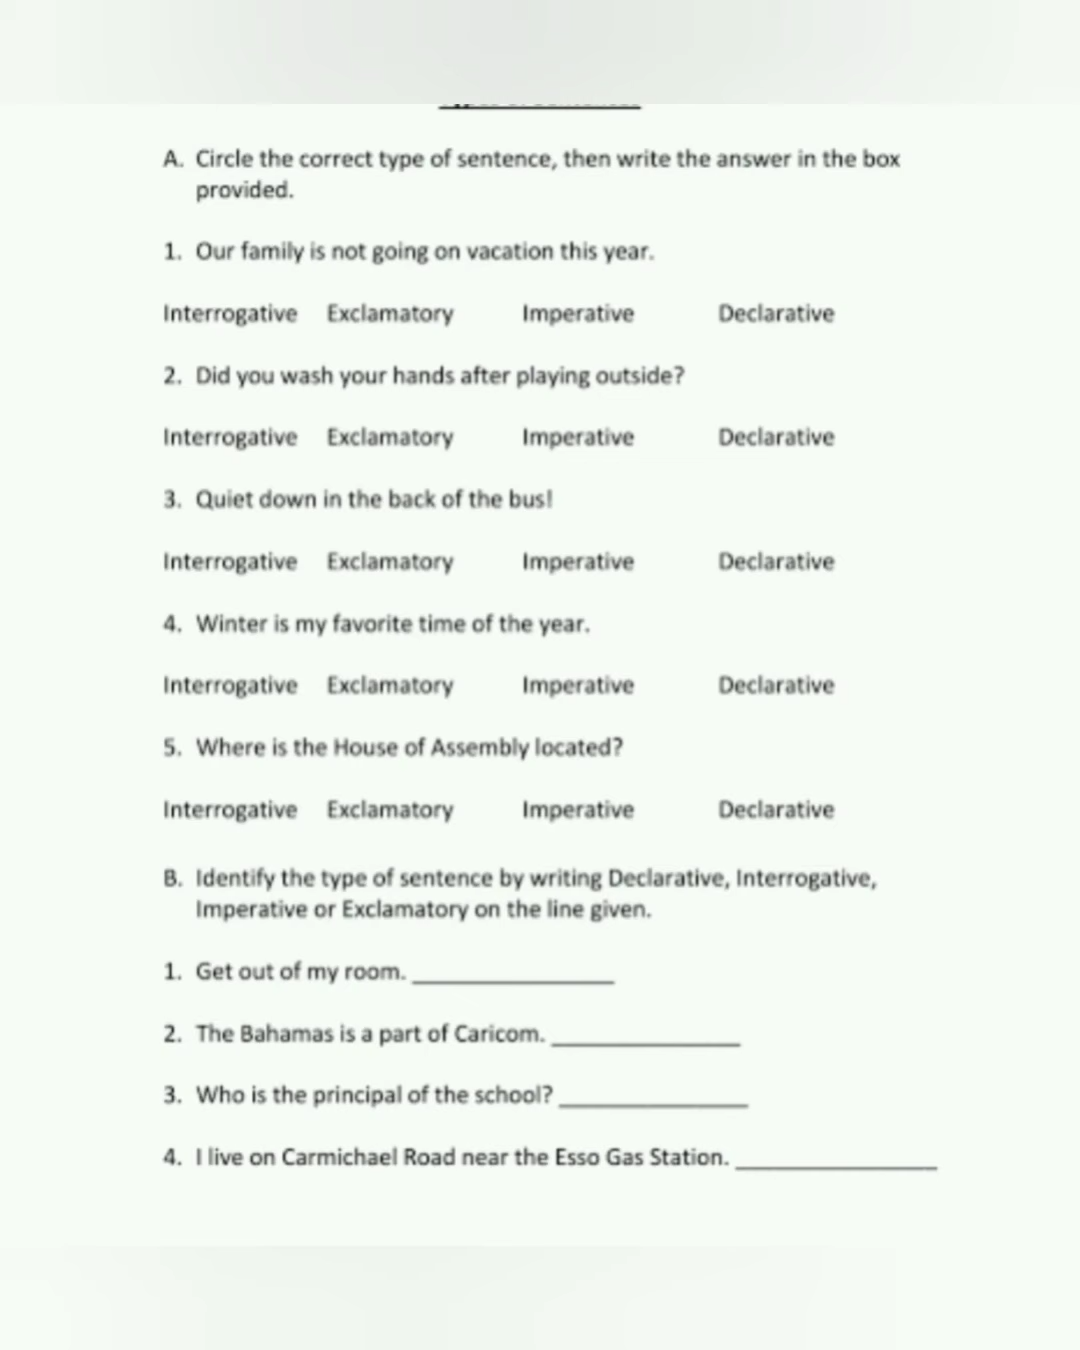 A. Circle the correct type of sentence, then write the answer in the box
provided.
1. Our family is not going on vacation this year.
Interrogative Exclamatory Imperative Declarative
2. Did you wash your hands after playing outside?
Interrogative Exclamatory Imperative Declarative
3. Quiet down in the back of the bus!
Interrogative Exclamatory Imperative Declarative
4. Winter is my favorite time of the year.
Interrogative Exclamatory Imperative Declarative
5. Where is the House of Assembly located?
Interrogative Exclamatory Imperative Declarative
B. Identify the type of sentence by writing Declarative, Interrogative,
Imperative or Exclamatory on the line given.
1. Get out of my room. ________________
2. The Bahamas is a part of Caricom. _______________
3. Who is the principal of the school? _______________
4. I live on Carmichael Road near the Esso Gas Station. ________________